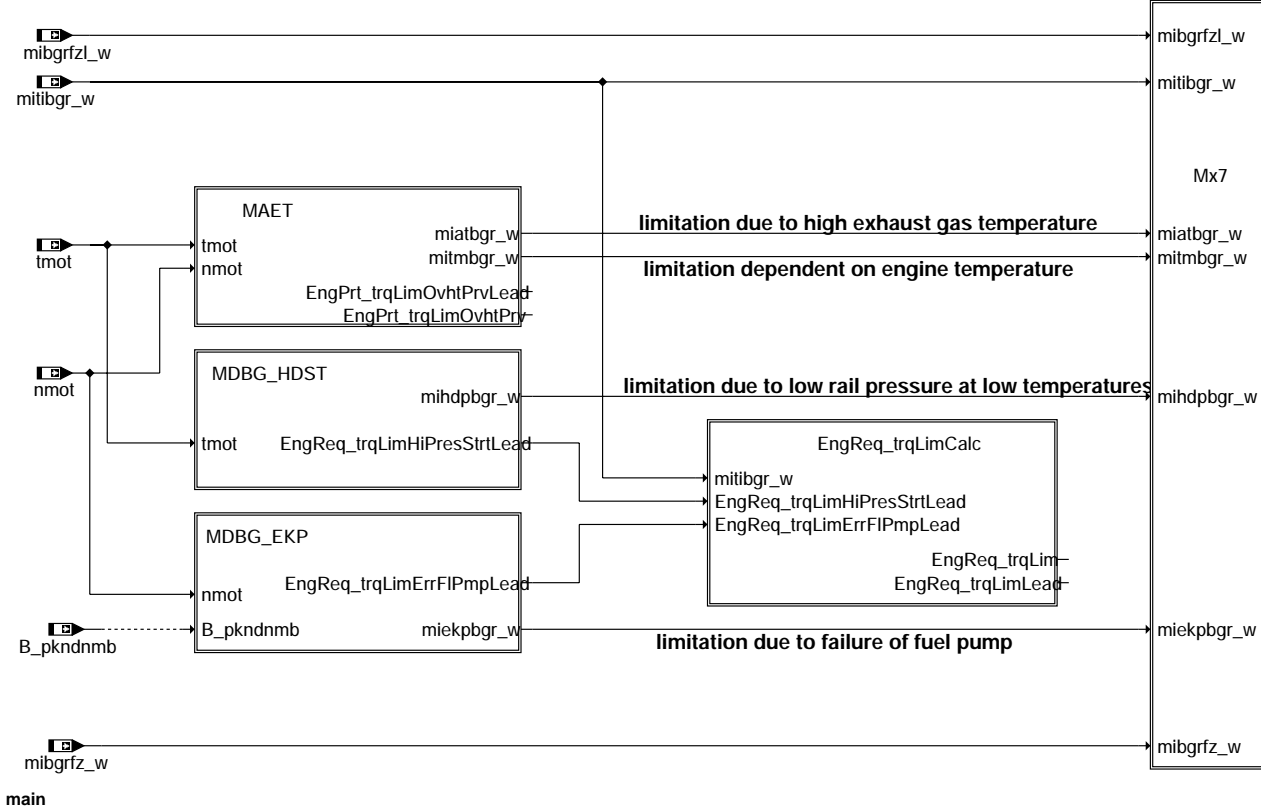 mibgrfzl_w
mibgrfzl_w
mitibgr_w
mitibgr_w
Mx7
MAET
limitation due to high exhaust gas temperature
tmot
tmot
miatbgr_w
miatbgr_w
nmot
mitmbgr_w
limitation dependent on engine temperature
mitmbgr_w
EngPrt_trqLimOvhtPrvLead
EngPrt_trqLimOvhtPrv
nmot
MDBG_HDST
limitation due to low rail pressure at low temperatures
mihdpbgr_w
mihdpbgr_w
tmot
EngReq_trqLimHiPresStrtLead
EngReq_trqLimCalc
mitibgr_w
EngReq_trqLimHiPresStrtLead
EngReq_trqLimErrFlPmpLead
MDBG_EKP
EngReq_trqLimErrFlPmpLead
EngReq_trqLim
EngReq_trqLimLead
nmot
B_pkndnmb
B_pkndnmb
miekpbgr_w
limitation due to failure of fuel pump
miekpbgr_w
mibgrfz_w
mibgrfz_w
main